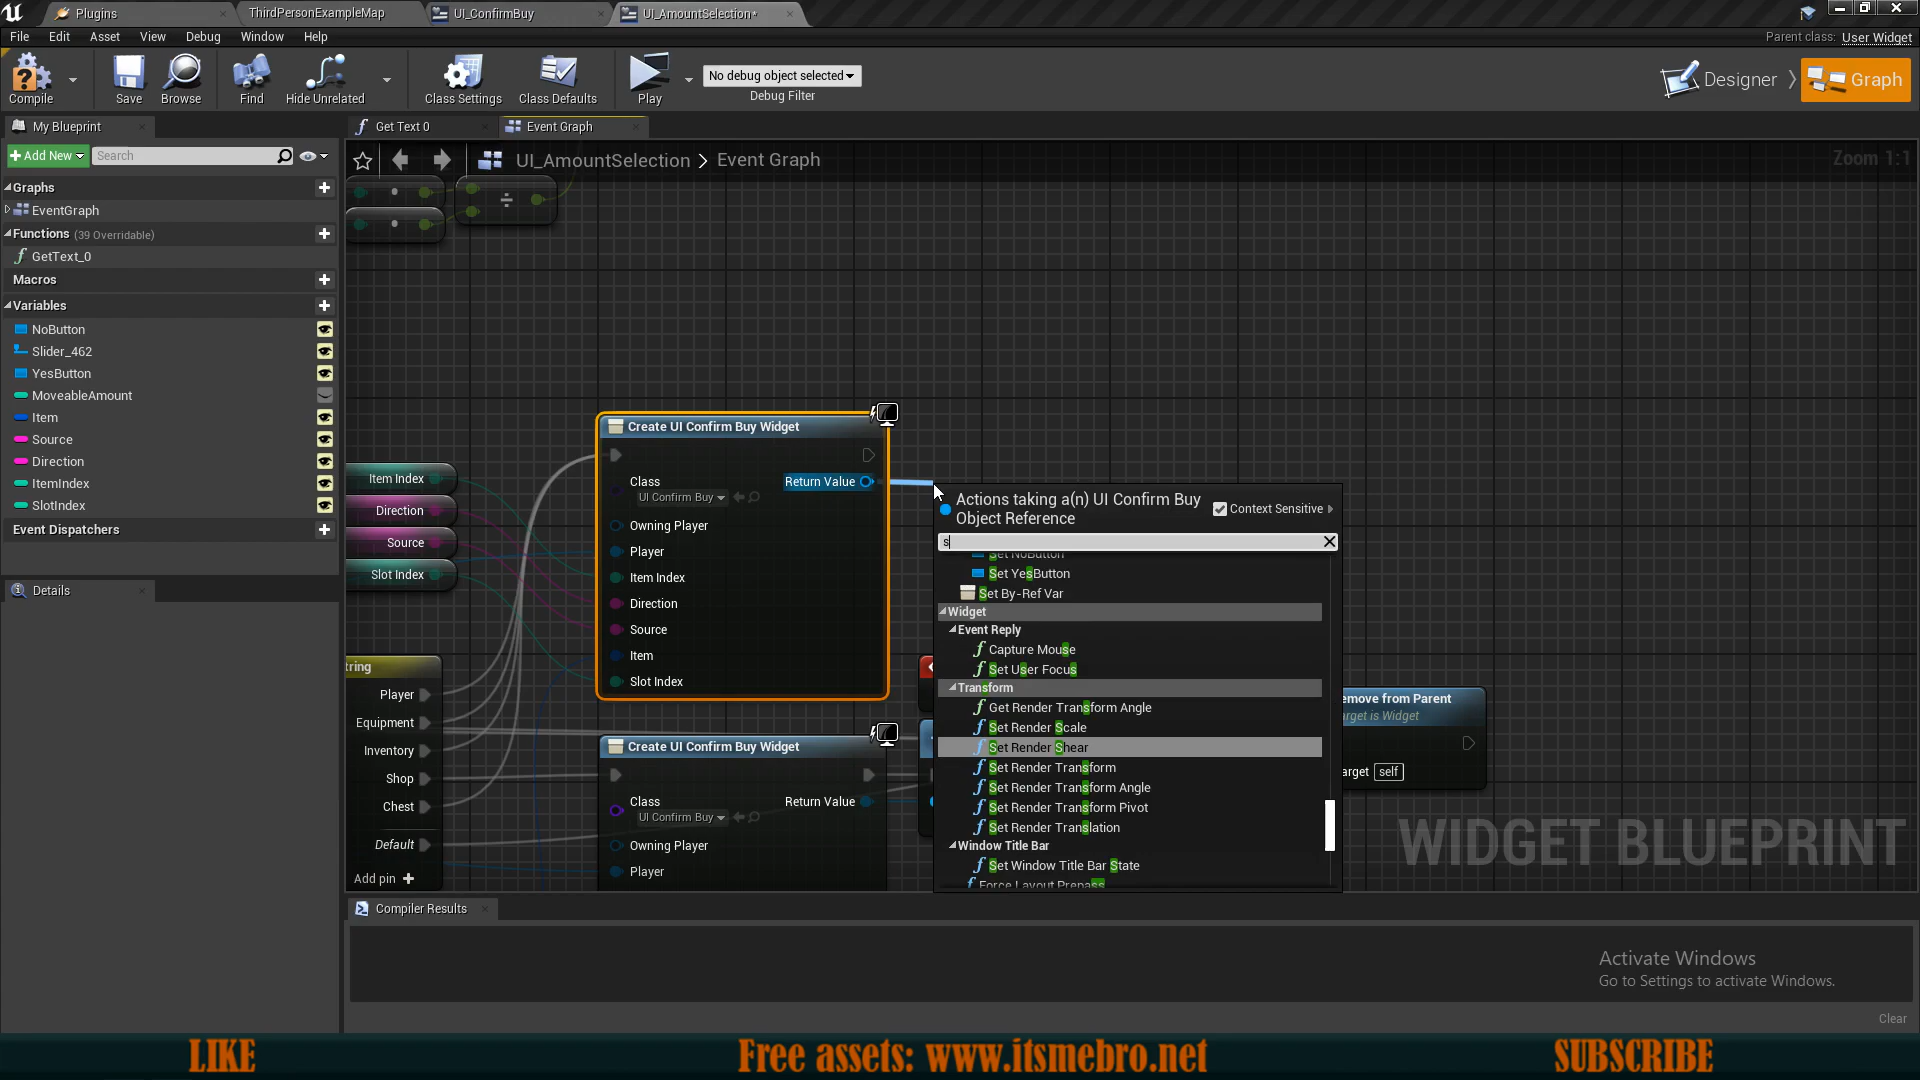 Plugins
ThirdPersonExampleMap
UI_ConfirmBuy
UI_AmountSelection*
File Edit Asset View Debug Window Help
Parent class: User Widget
Compile
Save
Browse
Find
Hide Unrelated
Class Settings
Class Defaults
Play
No debug object selected
Debug Filter
Designer
Graph
My Blueprint
Get Text 0
Event Graph
Add New
Search
UI_AmountSelection > Event Graph
Zoom 1:1
Graphs
EventGraph
Functions (39 Overridable)
GetText_0
Macros
Variables
NoButton
Slider_462
YesButton
MoveableAmount
Item
Source
Direction
ItemIndex
SlotIndex
Event Dispatchers
Details
Item Index
Direction
Source
Slot Index
tring
Player
Equipment
Inventory
Shop
Chest
Default
Add pin +
Create UI Confirm Buy Widget
Class
UI Confirm Buy
Return Value
Owning Player
Player
Item Index
Direction
Source
Item
Slot Index
Create UI Confirm Buy Widget
Class
UI Confirm Buy
Return Value
Owning Player
Player
Actions taking a(n) UI Confirm Buy
Object Reference
Context Sensitive
s
Set NoButton
Set YesButton
Set By-Ref Var
Widget
Event Reply
Capture Mouse
Set User Focus
Transform
Get Render Transform Angle
Set Render Scale
Set Render Shear
Set Render Transform
Set Render Transform Angle
Set Render Transform Pivot
Set Render Translation
Window Title Bar
Set Window Title Bar State
Force Layout Prepass
emove from Parent
arget is Widget
arget self
WIDGET BLUEPRINT
Compiler Results
Activate Windows
Go to Settings to activate Windows.
Clear
LIKE
Free assets: www.itsmebro.net
SUBSCRIBE